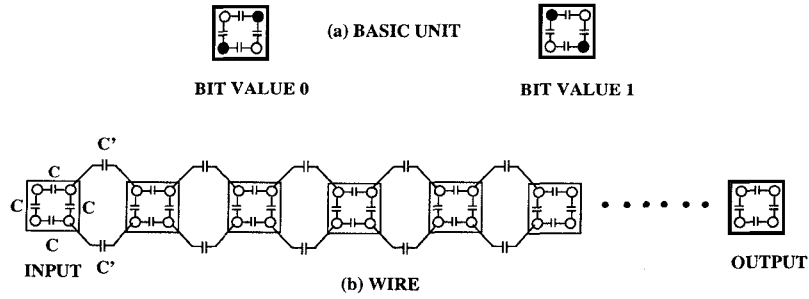 (a) BASIC UNIT
BIT VALUE 0
BIT VALUE 1
C'
C
C
C
C
C'
INPUT
OUTPUT
(b) WIRE